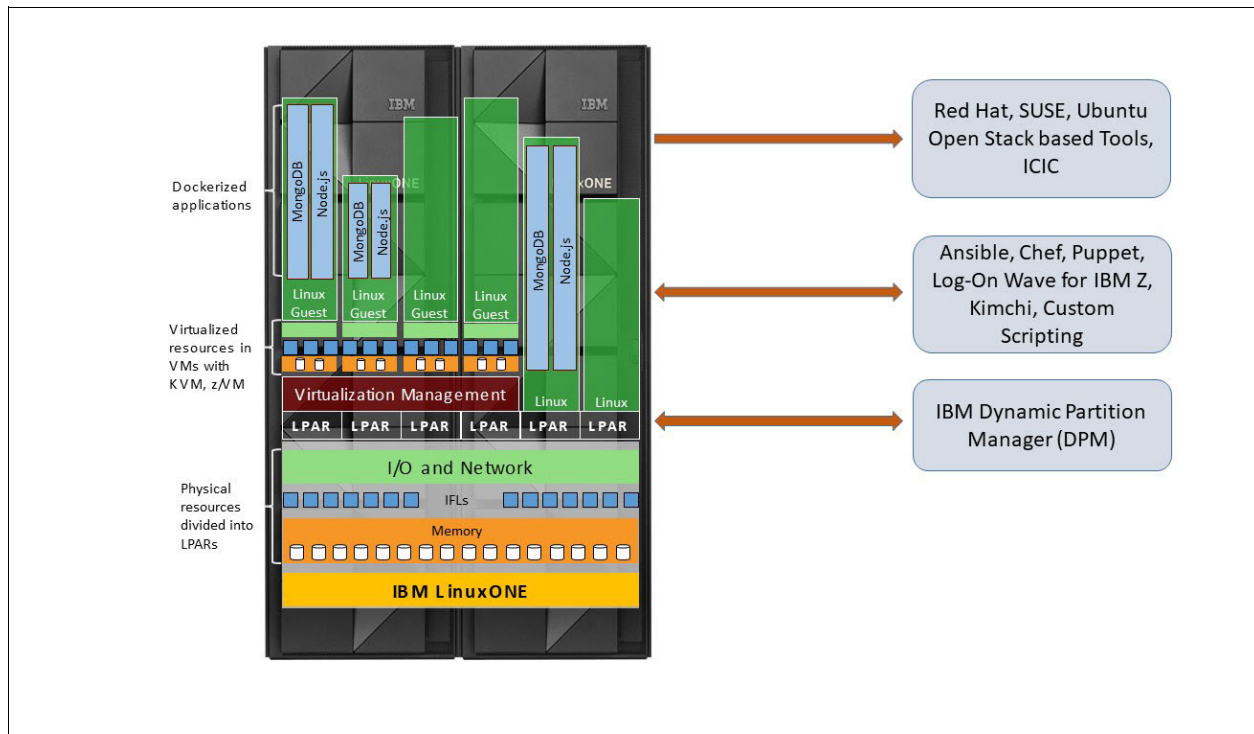 IBM
IBM
LinuxONE
xONE
Dockerized
applications
MongoDB
Node.js
MongoDB
Node.js
MongoDB
Node.js
Linux
Guest
Linux
Guest
Linux
Guest
Linux
Guest
Virtualized
resources in
VMs with
KVM, z/VM
Virtualization Management
Linux
Linux
LPAR
LPAR
LPAR
LPAR
LPAR
LPAR
I/O and Network
Physical
resources
divided into
LPARs
IFLs
Memory
IBM LinuxONE
Red Hat, SUSE, Ubuntu
Open Stack based Tools,
ICIC
Ansible, Chef, Puppet,
Log-On Wave for IBM Z,
Kimchi, Custom
Scripting
IBM Dynamic Partition
Manager (DPM)